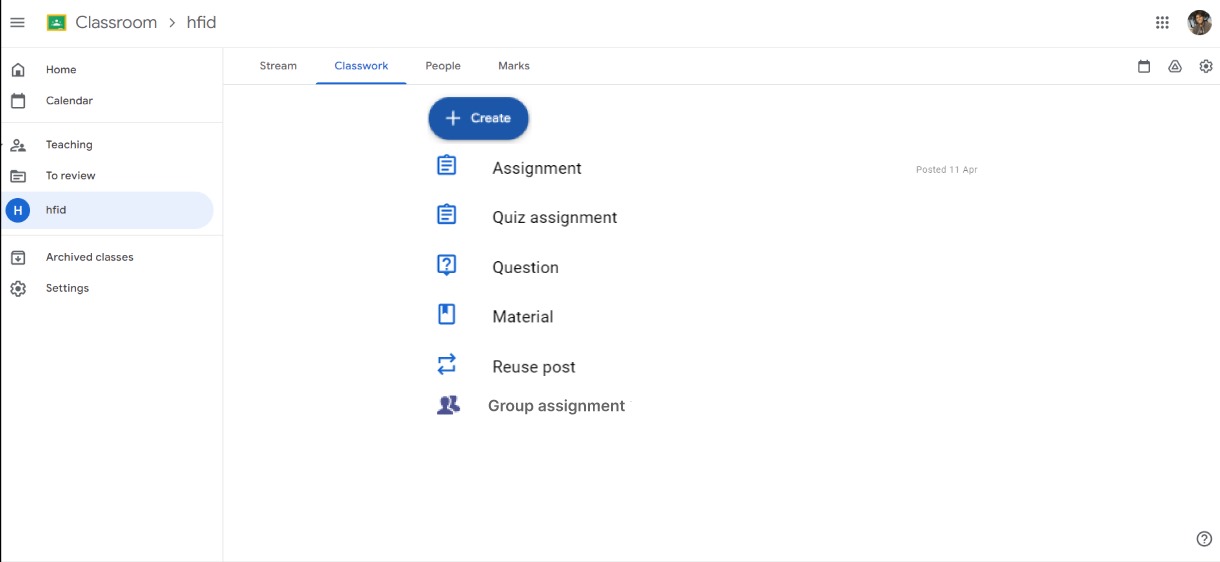 Classroom > hfid
Stream Classwork People Marks
Home
Calendar
Teaching
To review
H hfid
Archived classes
Settings
+ Create
Assignment Posted 11 Apr
Quiz assignment
Question
Material
Reuse post
Group assignment